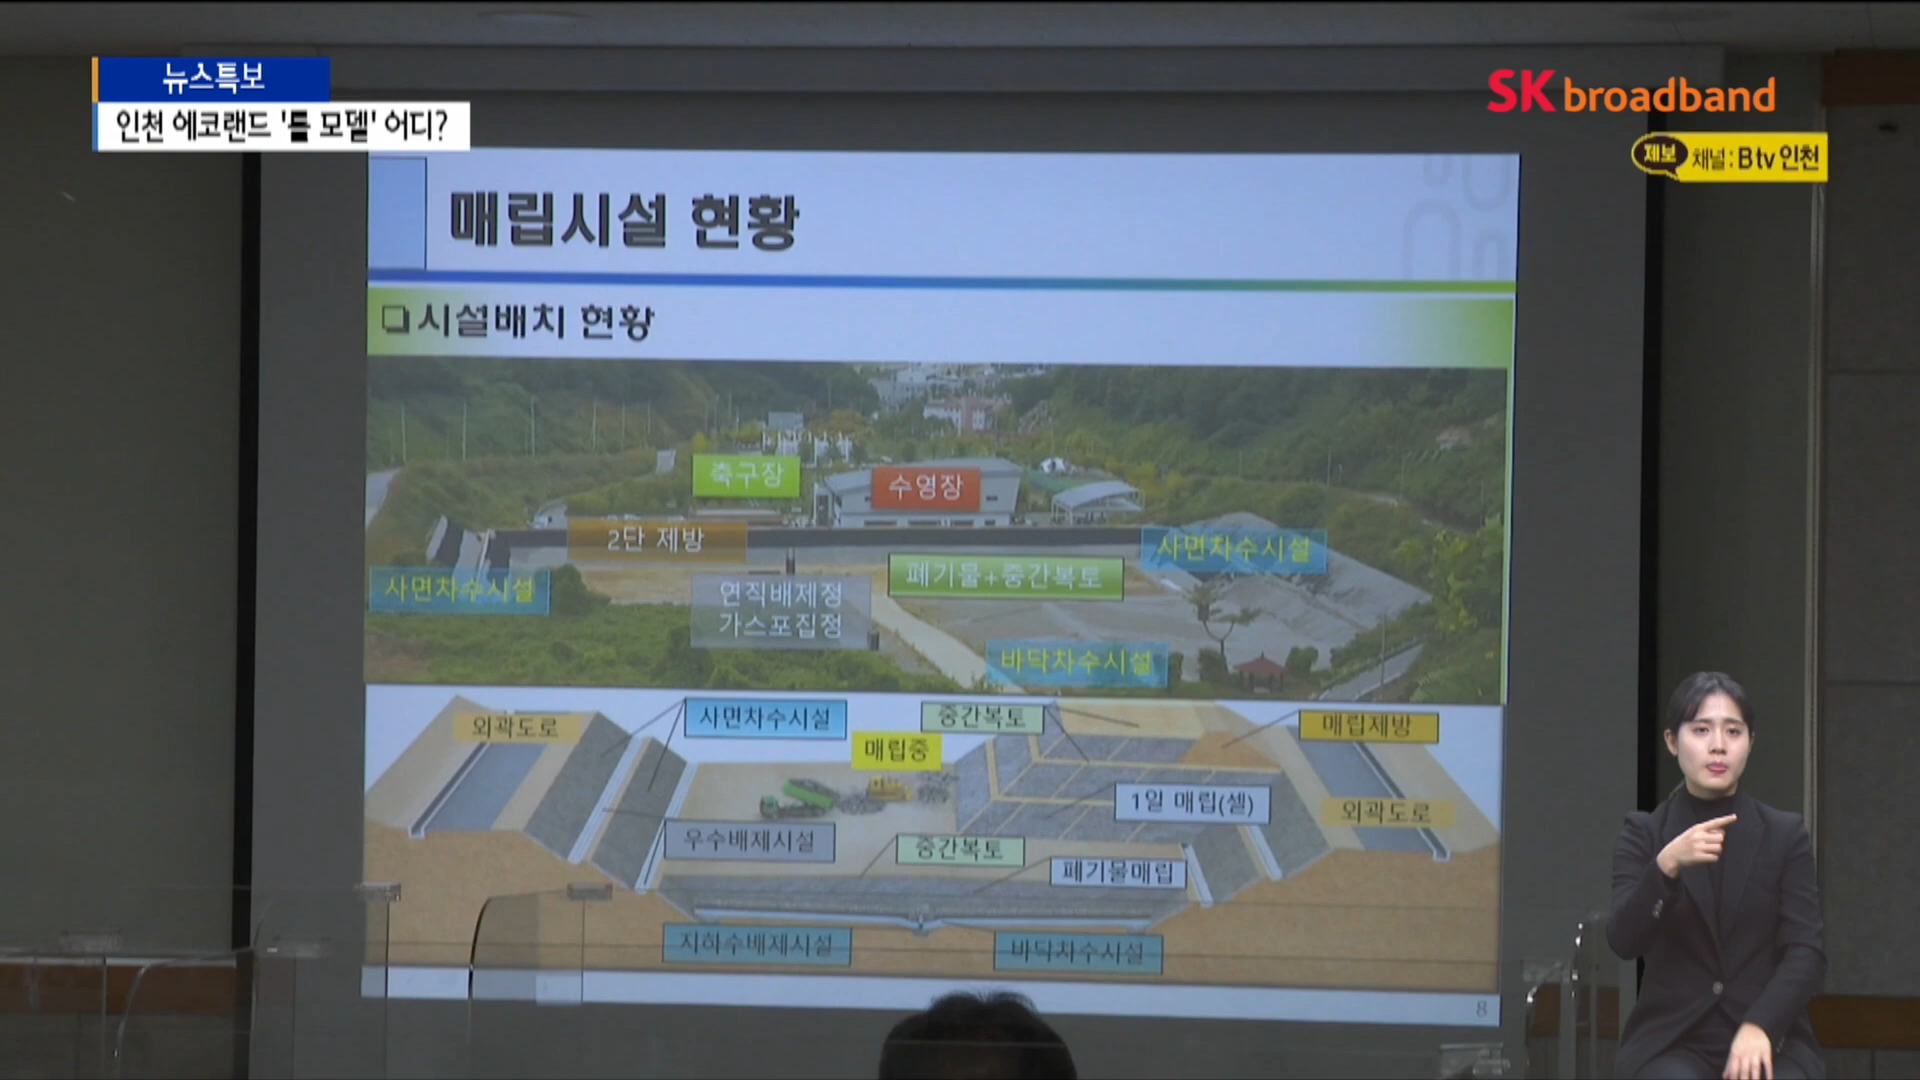 뉴스특보
인천 에코랜드 '롤 모델' 어디?
SK broadband
제보 채널 : B tv 인천
매립시설 현황
❏시설배치 현황
축구장
수영장
2단 제방
사면차수시설
폐기물+중간복토
사면차수시설
연직배제정
가스포집정
바닥차수시설
외곽도로
사면차수시설
중간복토
매립제방
매립중
1일 매립(셀)
외곽도로
우수배제시설
중간복토
폐기물매립
지하수배제시설
바닥차수시설
8